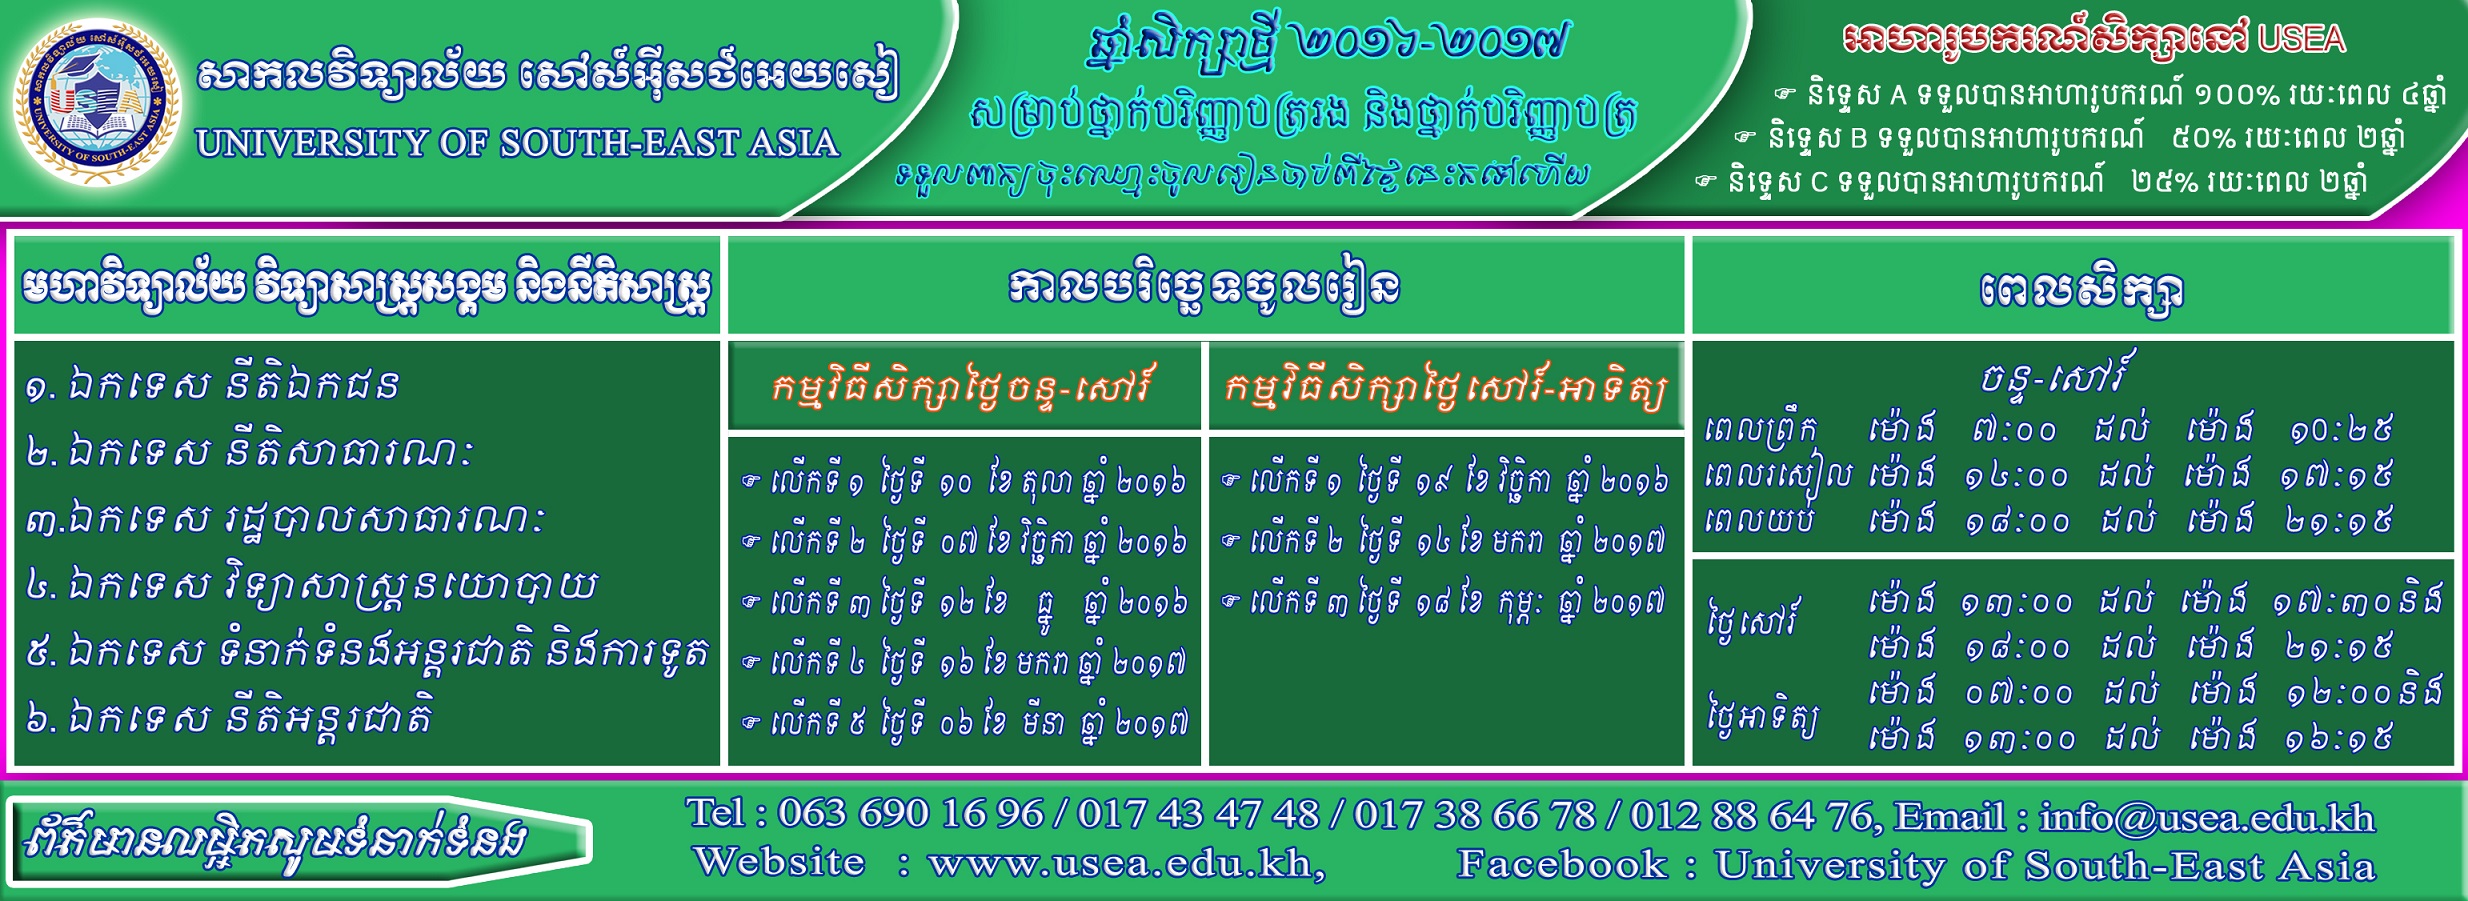 សាកលវិទ្យាល័យ សៅស៍អ៊ីសថ៍អេយសៀ
UNIVERSITY OF SOUTH-EAST ASIA
USEA
UNIVERSITY OF SOUTH-EAST ASIA
ឆ្នាំសិក្សាថ្មី ២០១៦-២០១៧
សម្រាប់ថ្នាក់បរិញ្ញាបត្ររង និងថ្នាក់បរិញ្ញាបត្រ
ទទួលពាក្យចុះឈ្មោះចូលរៀនចាប់ពីថ្ងៃនេះតទៅហើយ
អាហារូបករណ៍សិក្សានៅ USEA
☞ និទ្ទេស A ទទួលបានអាហារូបករណ៍ ១០០% រយៈពេល ៤ឆ្នាំ
☞ និទ្ទេស B ទទួលបានអាហារូបករណ៍ ៥០% រយៈពេល ២ឆ្នាំ
☞ និទ្ទេស C ទទួលបានអាហារូបករណ៍ ២៥% រយៈពេល ២ឆ្នាំ
មហាវិទ្យាល័យ វិទ្យាសាស្ត្រសង្គម និងនីតិសាស្ត្រ
១. ឯកទេស នីតិឯកជន
២. ឯកទេស នីតិសាធារណៈ
៣.ឯកទេស រដ្ឋបាលសាធារណៈ
៤. ឯកទេស វិទ្យាសាស្ត្រនយោបាយ
៥. ឯកទេស ទំនាក់ទំនងអន្តរជាតិ និងការទូត
៦. ឯកទេស នីតិអន្តរជាតិ
កាលបរិច្ឆេទចូលរៀន
កម្មវិធីសិក្សាថ្ងៃចន្ទ-សៅរ៍
☞ លើកទី ១ ថ្ងៃទី ១០ ខែ តុលា ឆ្នាំ ២០១៦
☞ លើកទី ២ ថ្ងៃទី ០៧ ខែ វិច្ឆិកា ឆ្នាំ ២០១៦
☞ លើកទី ៣ ថ្ងៃទី ១២ ខែ ធ្នូ ឆ្នាំ ២០១៦
☞ លើកទី ៤ ថ្ងៃទី ១៦ ខែ មករា ឆ្នាំ ២០១៧
☞ លើកទី ៥ ថ្ងៃទី ០៦ ខែ មីនា ឆ្នាំ ២០១៧
កម្មវិធីសិក្សាថ្ងៃសៅរ៍-អាទិត្យ
☞ លើកទី ១ ថ្ងៃទី ១៩ ខែ វិច្ឆិកា ឆ្នាំ ២០១៦
☞ លើកទី ២ ថ្ងៃទី ១៤ ខែ មករា ឆ្នាំ ២០១៧
☞ លើកទី ៣ ថ្ងៃទី ១៨ ខែ កុម្ភៈ ឆ្នាំ ២០១៧
ពេលសិក្សា
ចន្ទ-សៅរ៍
ពេលព្រឹក ម៉ោង ៧:០០ ដល់ ម៉ោង ១០:២៥
ពេលរសៀល ម៉ោង ១៤:០០ ដល់ ម៉ោង ១៧:១៥
ពេលយប់ ម៉ោង ១៨:០០ ដល់ ម៉ោង ២១:១៥
ថ្ងៃសៅរ៍ ម៉ោង ១៣:០០ ដល់ ម៉ោង ១៧:៣០និង
ម៉ោង ១៨:០០ ដល់ ម៉ោង ២១:១៥
ថ្ងៃអាទិត្យ ម៉ោង ០៧:០០ ដល់ ម៉ោង ១២:០០និង
ម៉ោង ១៣:០០ ដល់ ម៉ោង ១៦:១៥
ព័ត៌មានលម្អិតសូមទំនាក់ទំនង
Tel : 063 690 16 96 / 017 43 47 48 / 017 38 66 78 / 012 88 64 76, Email : info@usea.edu.kh
Website : www.usea.edu.kh, Facebook : University of South-East Asia